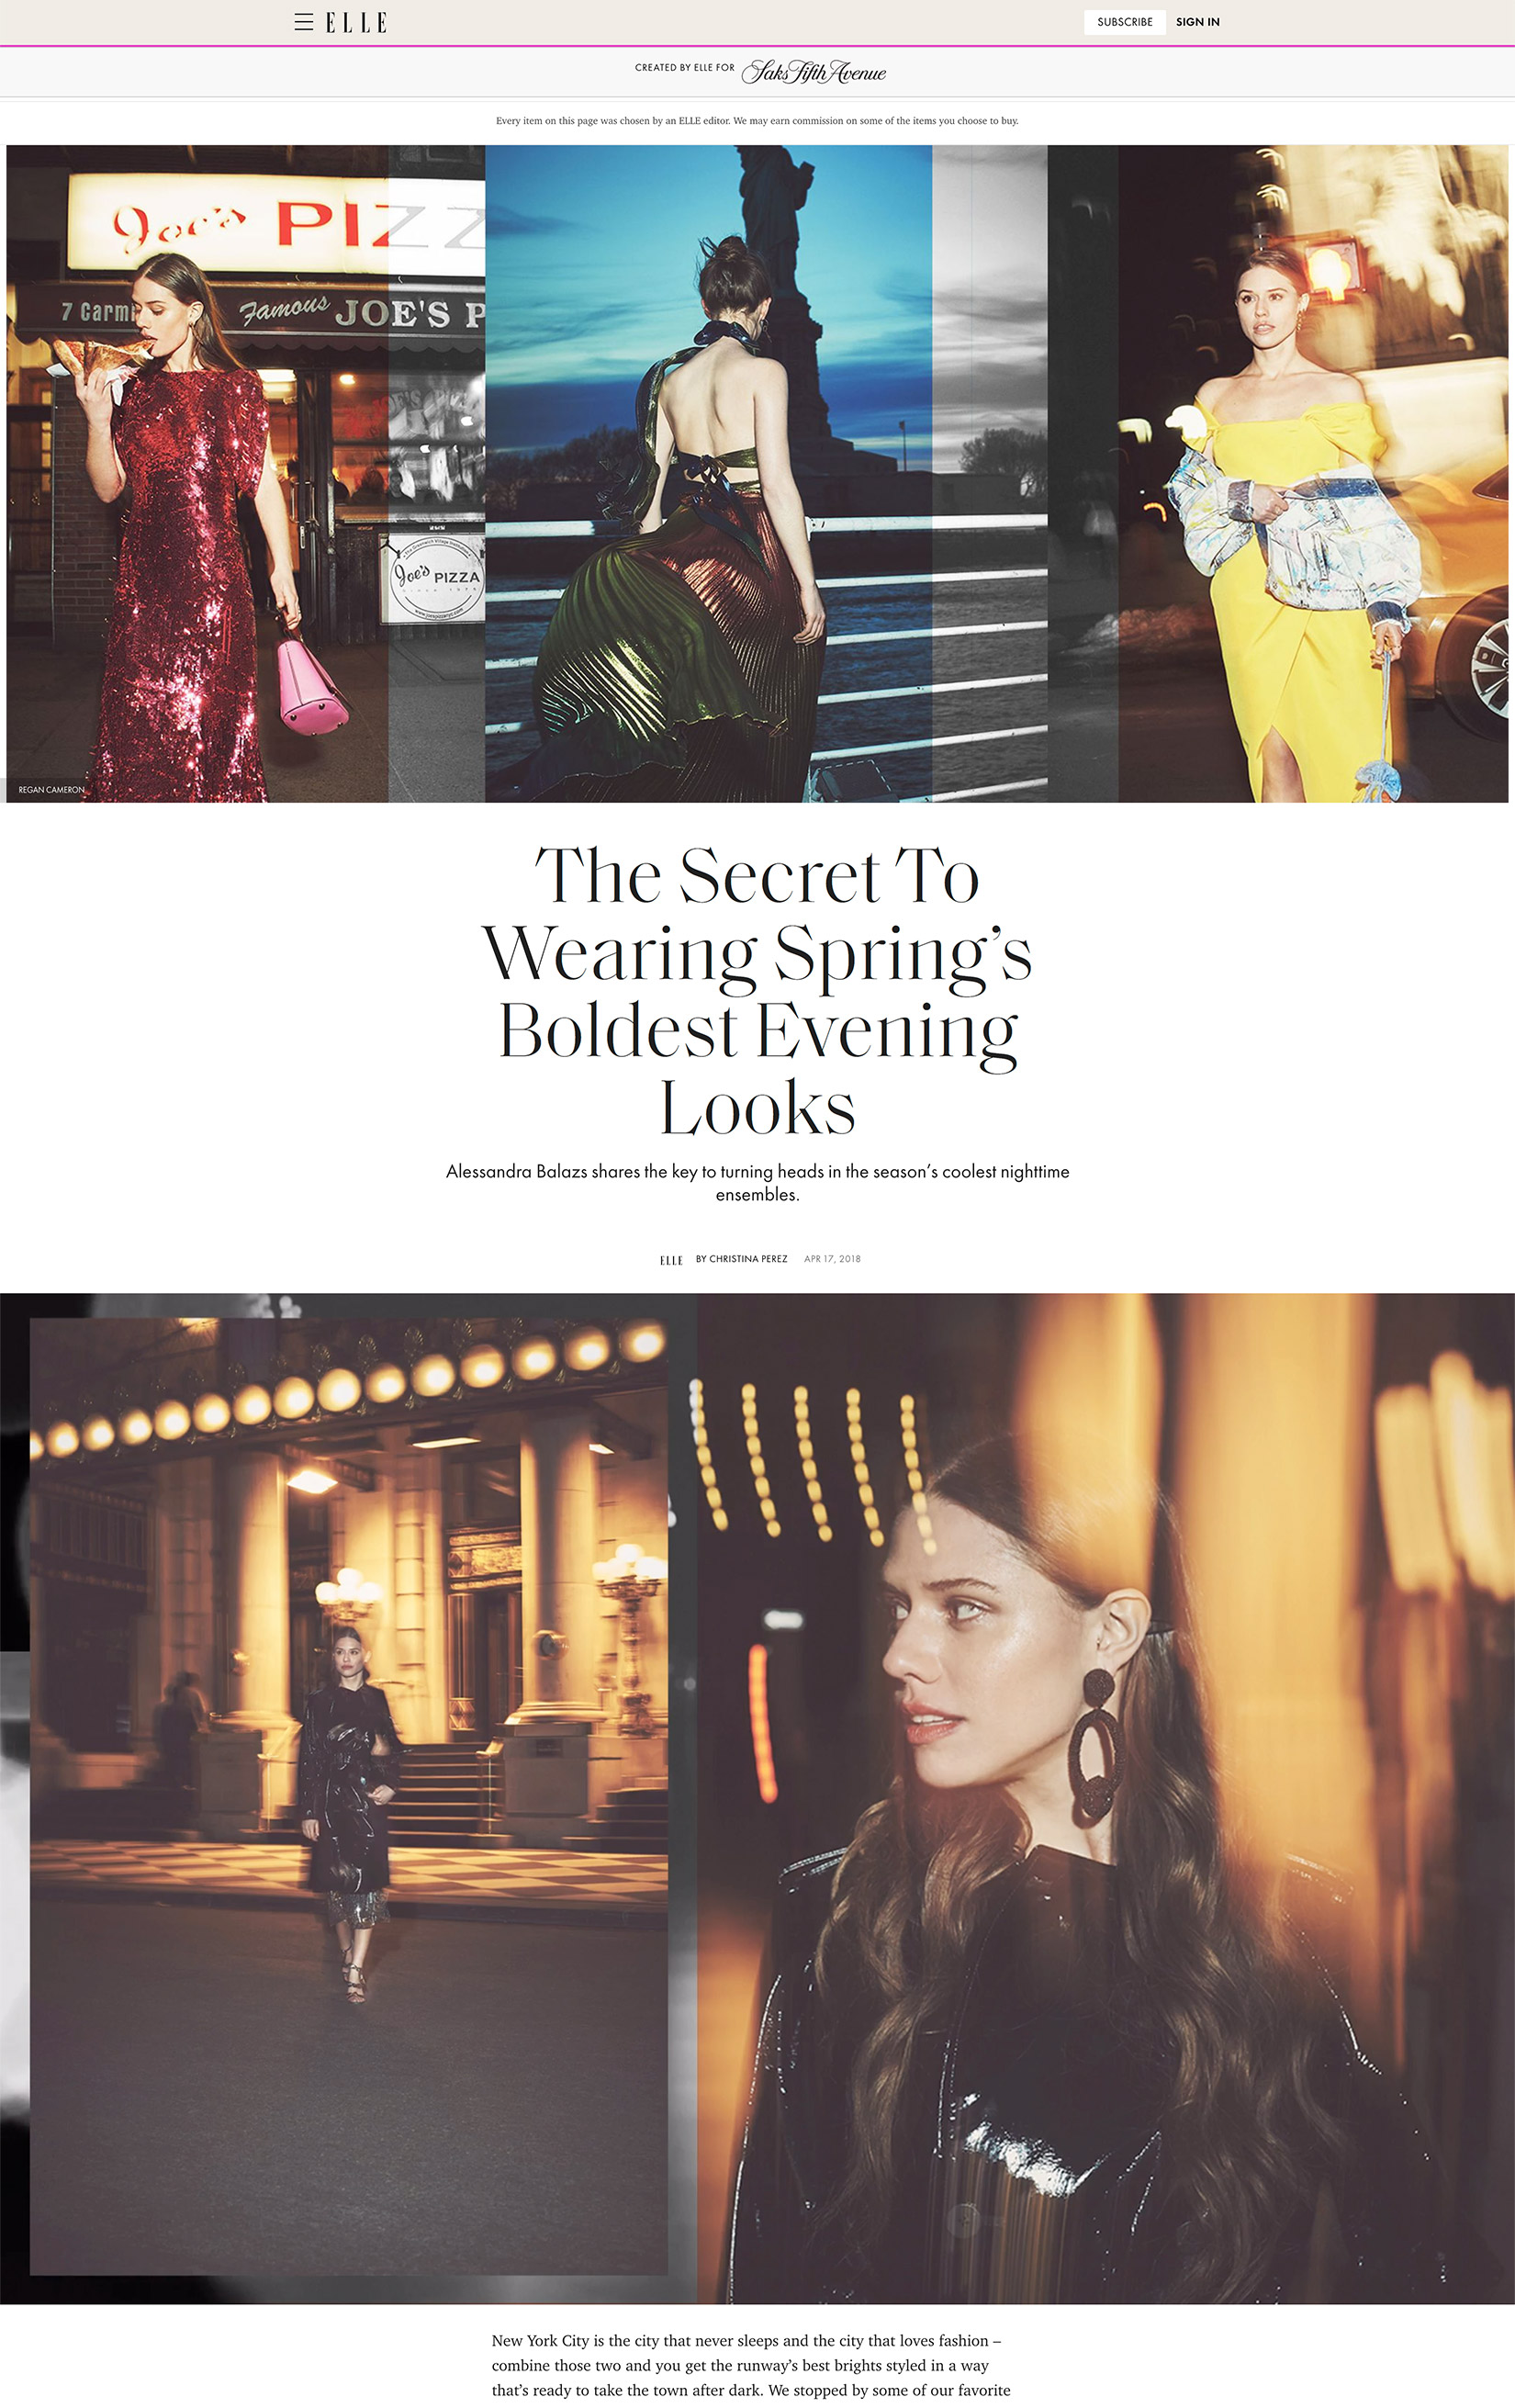 ELLE
SUBSCRIBE
SIGN IN
CREATED BY ELLE FOR Saks Fifth Avenue
Every item on this page was chosen by an ELLE editor. We may earn commission on some of the items you choose to buy.
Joe's PIZZ
7 Carmi
Famous JOE'S P
Joe's PIZZA
REGAN CAMERON
The Secret To
Wearing Spring’s
Boldest Evening
Looks
Alessandra Balazs shares the key to turning heads in the season’s coolest nighttime
ensembles.
ELLE BY CHRISTINA PEREZ APR 17, 2018
New York City is the city that never sleeps and the city that loves fashion –
combine those two and you get the runway’s best brights styled in a way
that’s ready to take the town after dark. We stopped by some of our favorite